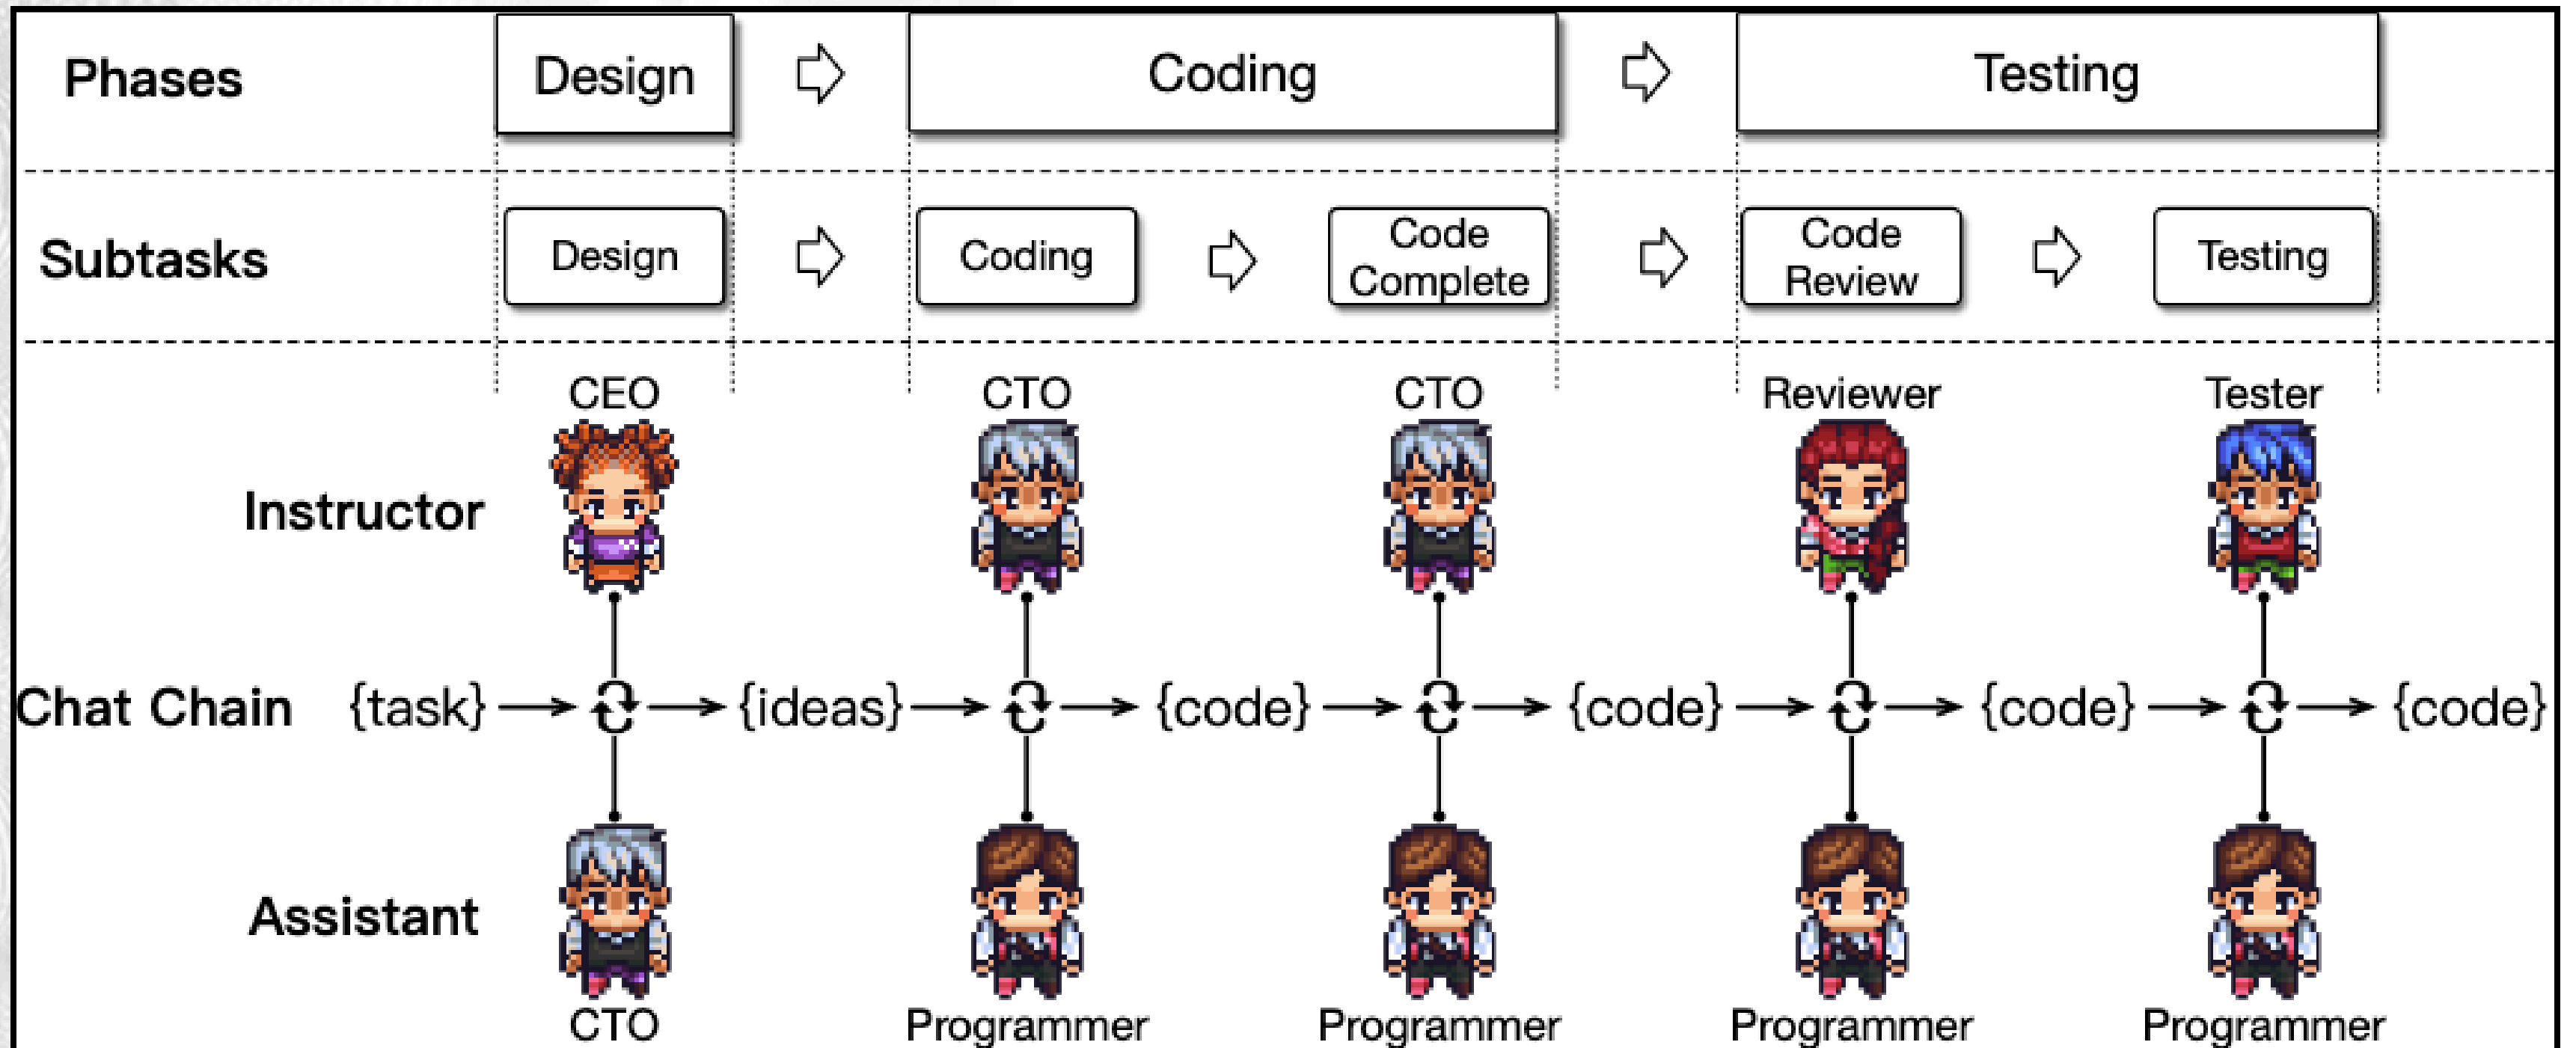 Phases
Design
Coding
Testing
Subtasks
Design
Coding
Code
Complete
Code
Review
Testing
CEO
CTO
CTO
Reviewer
Tester
Instructor
Chat Chain
{task}
{ideas}
{code}
{code}
{code}
{code}
Assistant
CTO
Programmer
Programmer
Programmer
Programmer